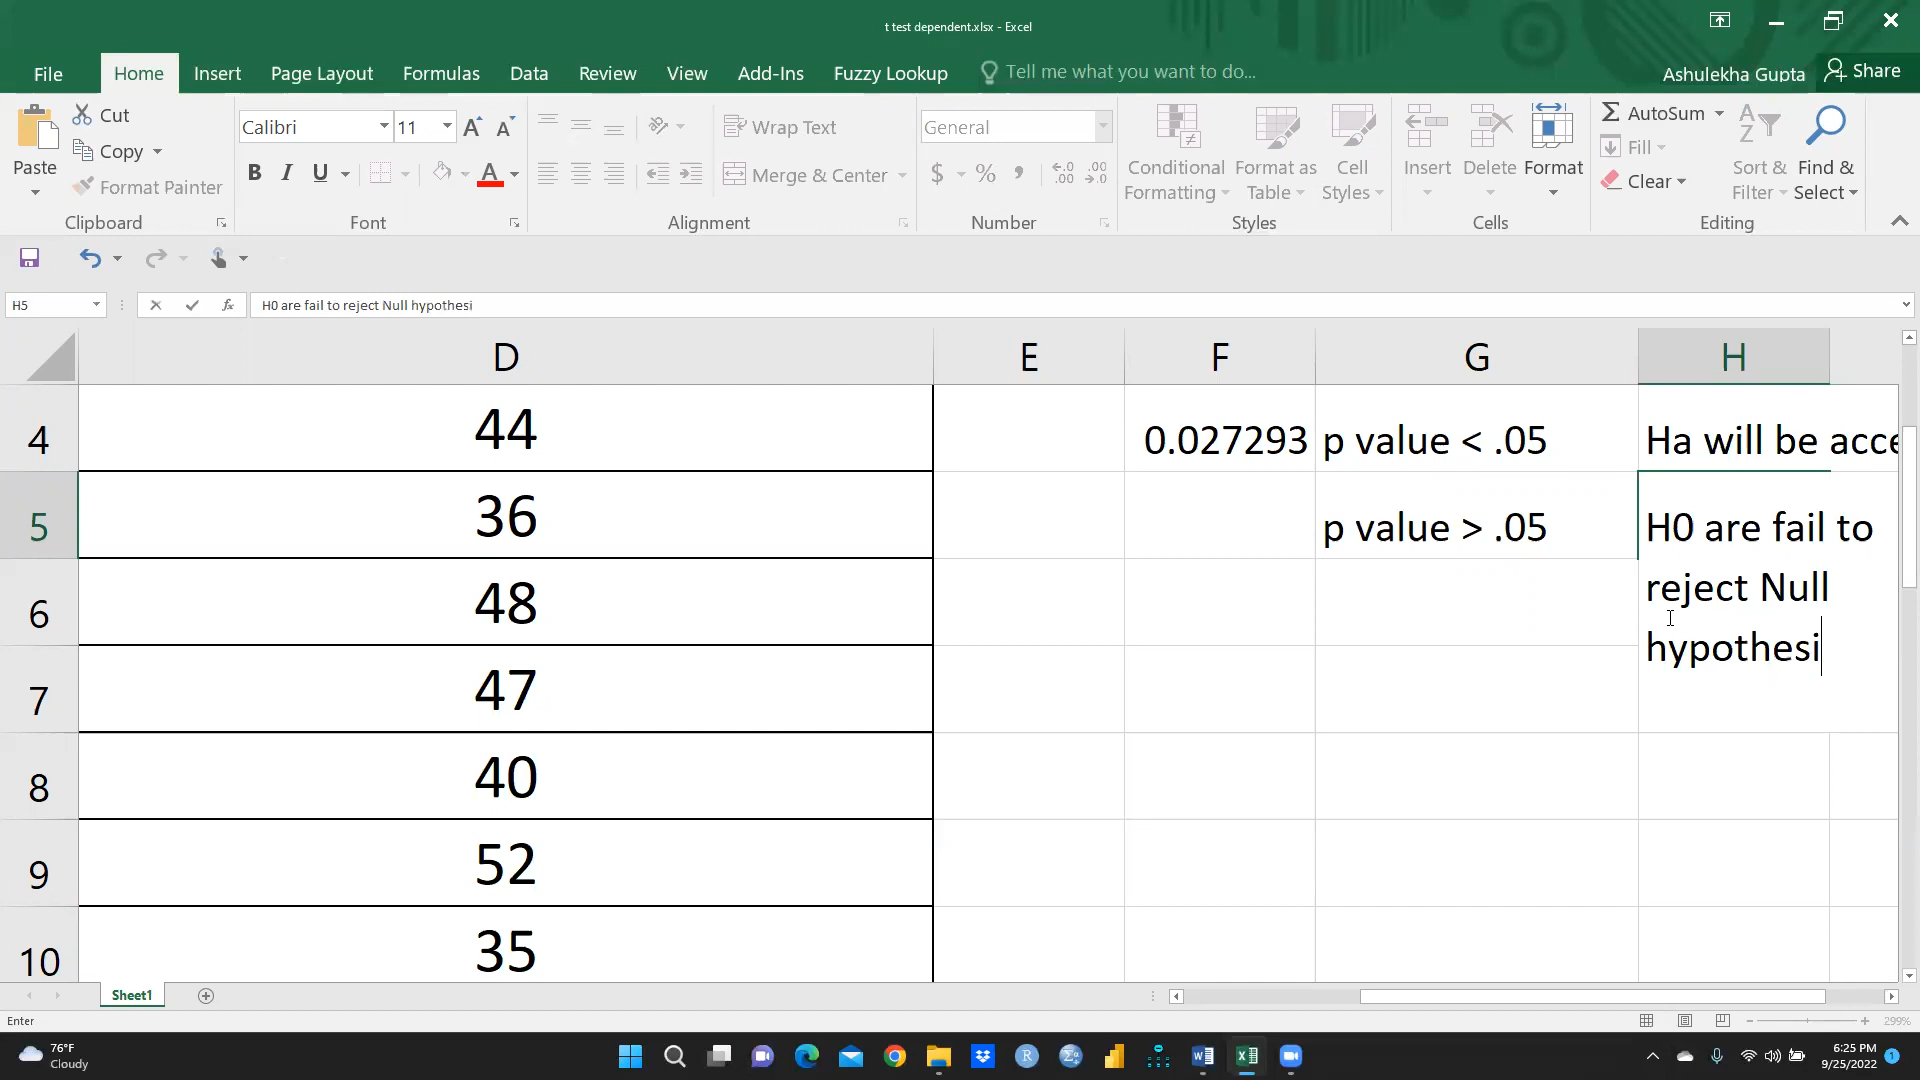 t test dependent.xlsx - Excel
File Home Insert Page Layout Formulas Data Review View Add-Ins Fuzzy Lookup Tell me what you want to do... Ashulekha Gupta Share
Paste
Cut
Copy
Format Painter
Clipboard
Calibri 11
B I U
Font
Wrap Text
Merge & Center
Alignment
General
$ % ,
Number
Conditional Formatting
Format as Table
Cell Styles
Styles
Insert
Delete
Format
Cells
AutoSum
Fill
Clear
Sort & Filter
Find & Select
Editing
H5 fx H0 are fail to reject Null hypothesi
D E F G H
4 44 0.027293 p value < .05 Ha will be acce
5 36 p value > .05 H0 are fail to
reject Null
6 48
hypothesi
7 47
8 40
9 52
10 35
Sheet1
Enter 299%
76°F
Cloudy
6:25 PM
9/25/2022
1